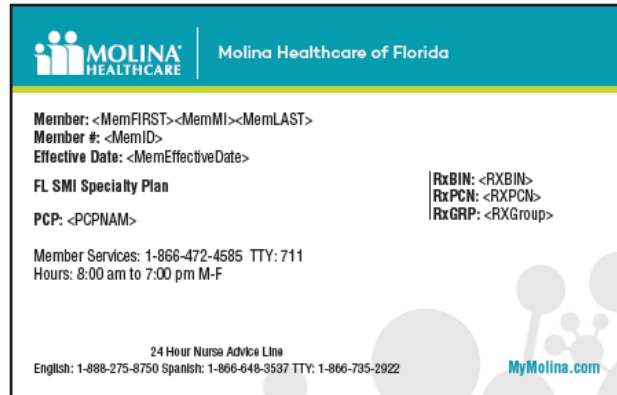 MOLINA®
HEALTHCARE
Molina Healthcare of Florida
Member: <MemFIRST><MemMI><MemLAST>
Member #: <MemID>
Effective Date: <MemEffectiveDate>
FL SMI Specialty Plan
RxBIN: <RXBIN>
RxPCN: <RXPCN>
RxGRP: <RXGroup>
PCP: <PCPNAM>
Member Services: 1-866-472-4585 TTY: 711
Hours: 8:00 am to 7:00 pm M-F
24 Hour Nurse Advice Line
English: 1-888-275-8750 Spanish: 1-866-648-3537 TTY: 1-866-735-2922
MyMolina.com